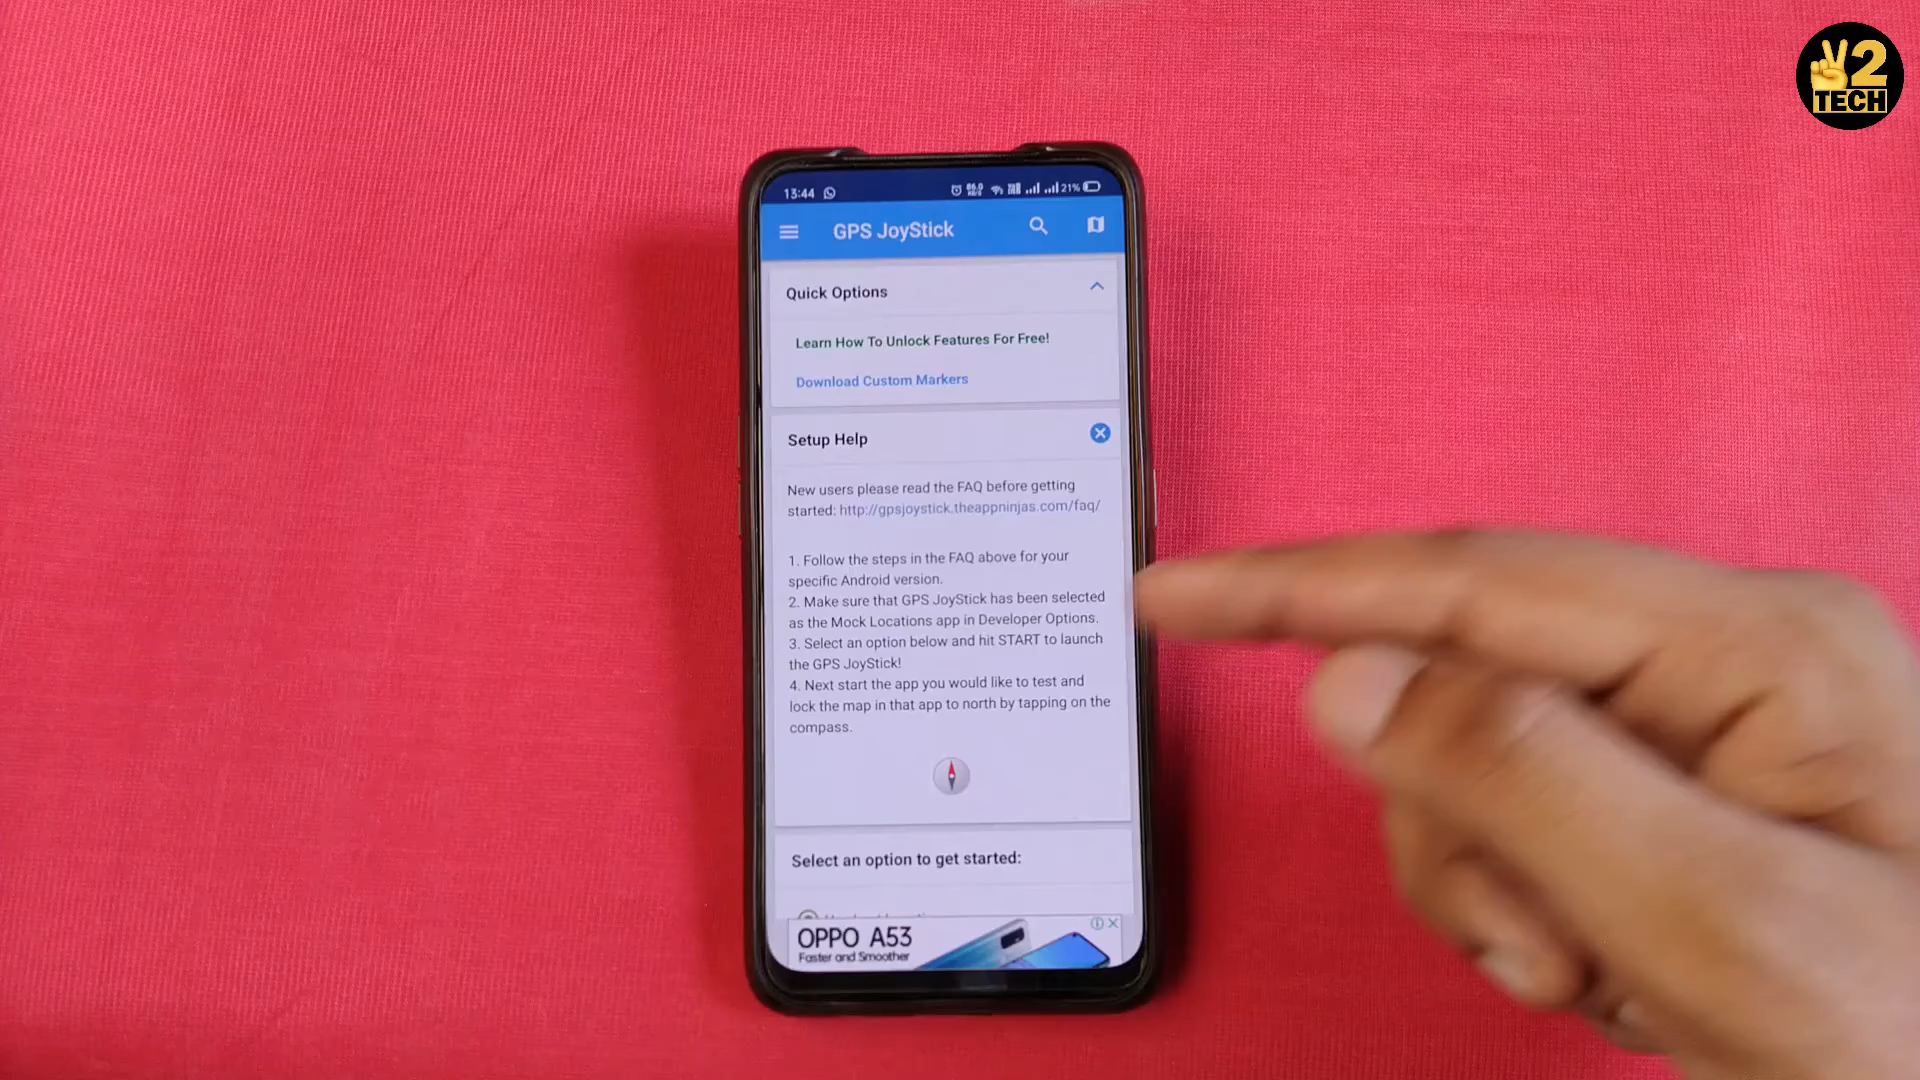 2
TECH
13:44
21%
GPS JoyStick
Quick Options
Learn How To Unlock Features For Free!
Download Custom Markers
Setup Help
New users please read the FAQ before getting
started: http://gpsjoystick.theappninjas.com/faq/
1. Follow the steps in the FAQ above for your
specific Android version.
2. Make sure that GPS JoyStick has been selected
as the Mock Locations app in Developer Options.
3. Select an option below and hit START to launch
the GPS JoyStick!
4. Next start the app you would like to test and
lock the map in that app to north by tapping on the
compass.
Select an option to get started:
OPPO A53
Faster and Smoother